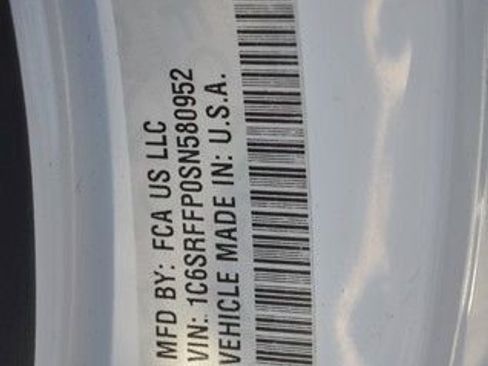 MFD BY: FCA US LLC
VIN: 1C6SRFFP0SN580952
VEHICLE MADE IN: U.S.A.